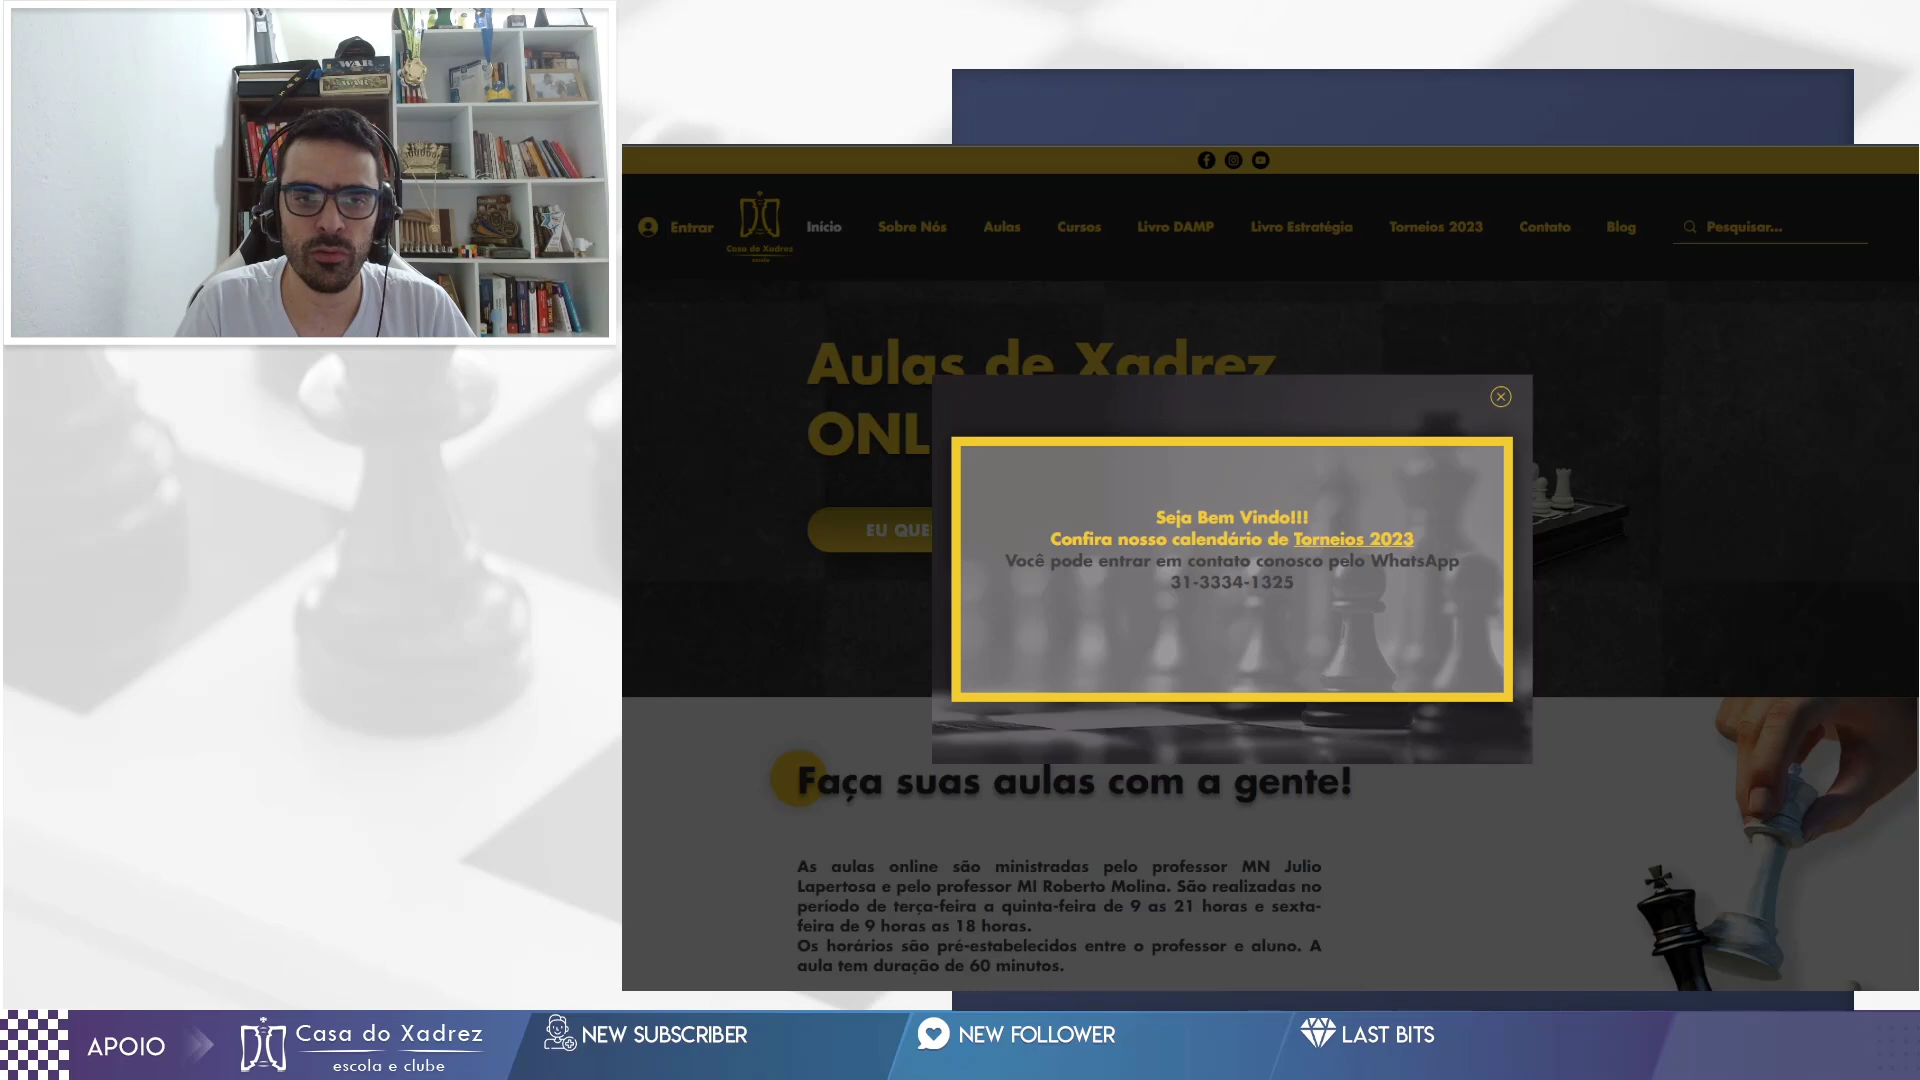 WAR
Entrar
Casa do Xadrez
escola
Início
Sobre Nós
Aulas
Cursos
Livro DAMP
Livro Estratégia
Torneios 2023
Contato
Blog
Pesquisar...
Aulas de Xadrez
ONL
EU QUE
Seja Bem Vindo!!!
Confira nosso calendário de Torneios 2023
Você pode entrar em contato conosco pelo WhatsApp
31-3334-1325
Faça suas aulas com a gente!
As aulas online são ministradas pelo professor MN Julio
Lapertosa e pelo professor MI Roberto Molina. São realizadas no
período de terça-feira a quinta-feira de 9 as 21 horas e sexta-
feira de 9 horas as 18 horas.
Os horários são pré-estabelecidos entre o professor e aluno. A
aula tem duração de 60 minutos.
APOIO
Casa do Xadrez
escola e clube
NEW SUBSCRIBER
NEW FOLLOWER
LAST BITS